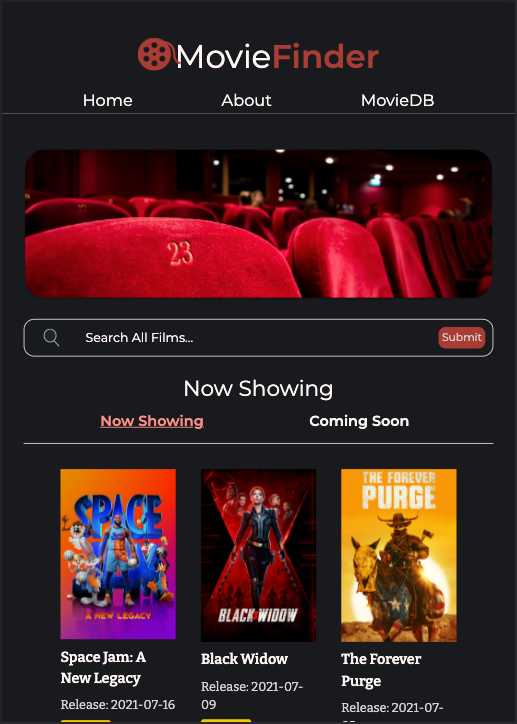 MovieFinder
Home About MovieDB
23
Search All Films... Submit
Now Showing
Now Showing Coming Soon
SPACE
JAM
A NEW LEGACY
BLACK WIDOW
THE FOREVER
PURGE
Space Jam: A
New Legacy
Release: 2021-07-16
Black Widow
Release: 2021-07-
09
The Forever
Purge
Release: 2021-07-